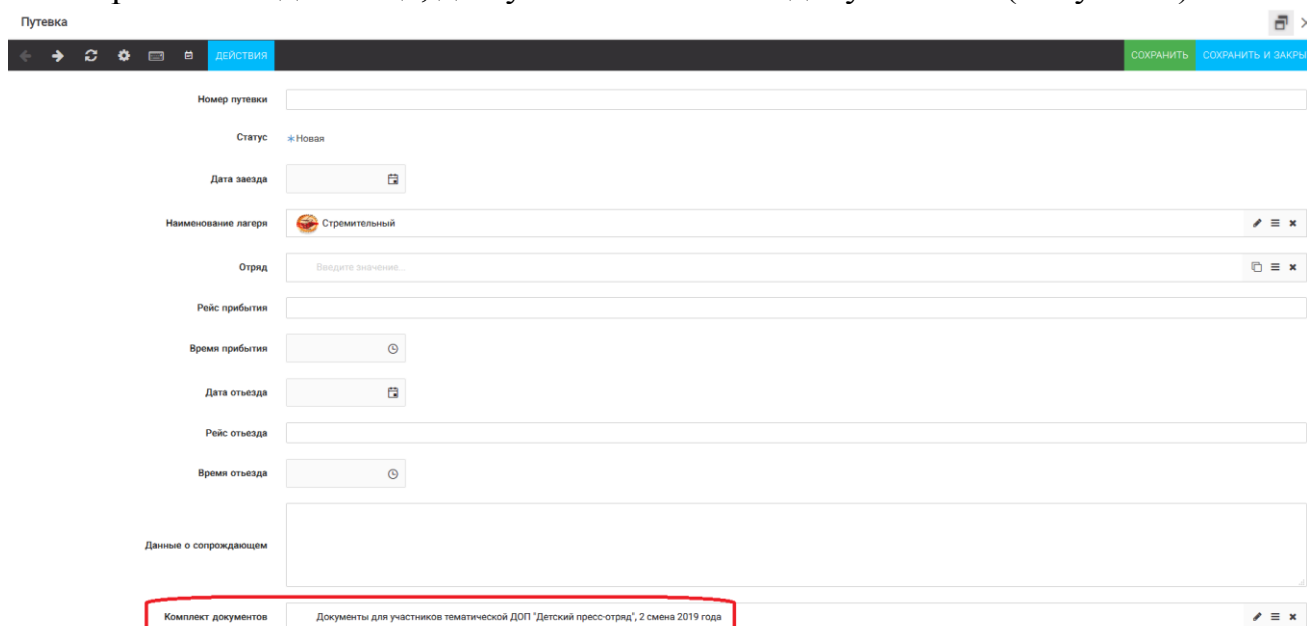 Путевка
ДЕЙСТВИЯ СОХРАНИТЬ СОХРАНИТЬ И ЗАКРЫ
Номер путевки
Статус Новая
Дата заезда
Наименование лагеря Стремительный
Отряд Введите значение...
Рейс прибытия
Время прибытия
Дата отъезда
Рейс отъезда
Время отъезда
Данные о сопрождающем
Комплект документов Документы для участников тематической ДОП "Детский пресс-отряд", 2 смена 2019 года